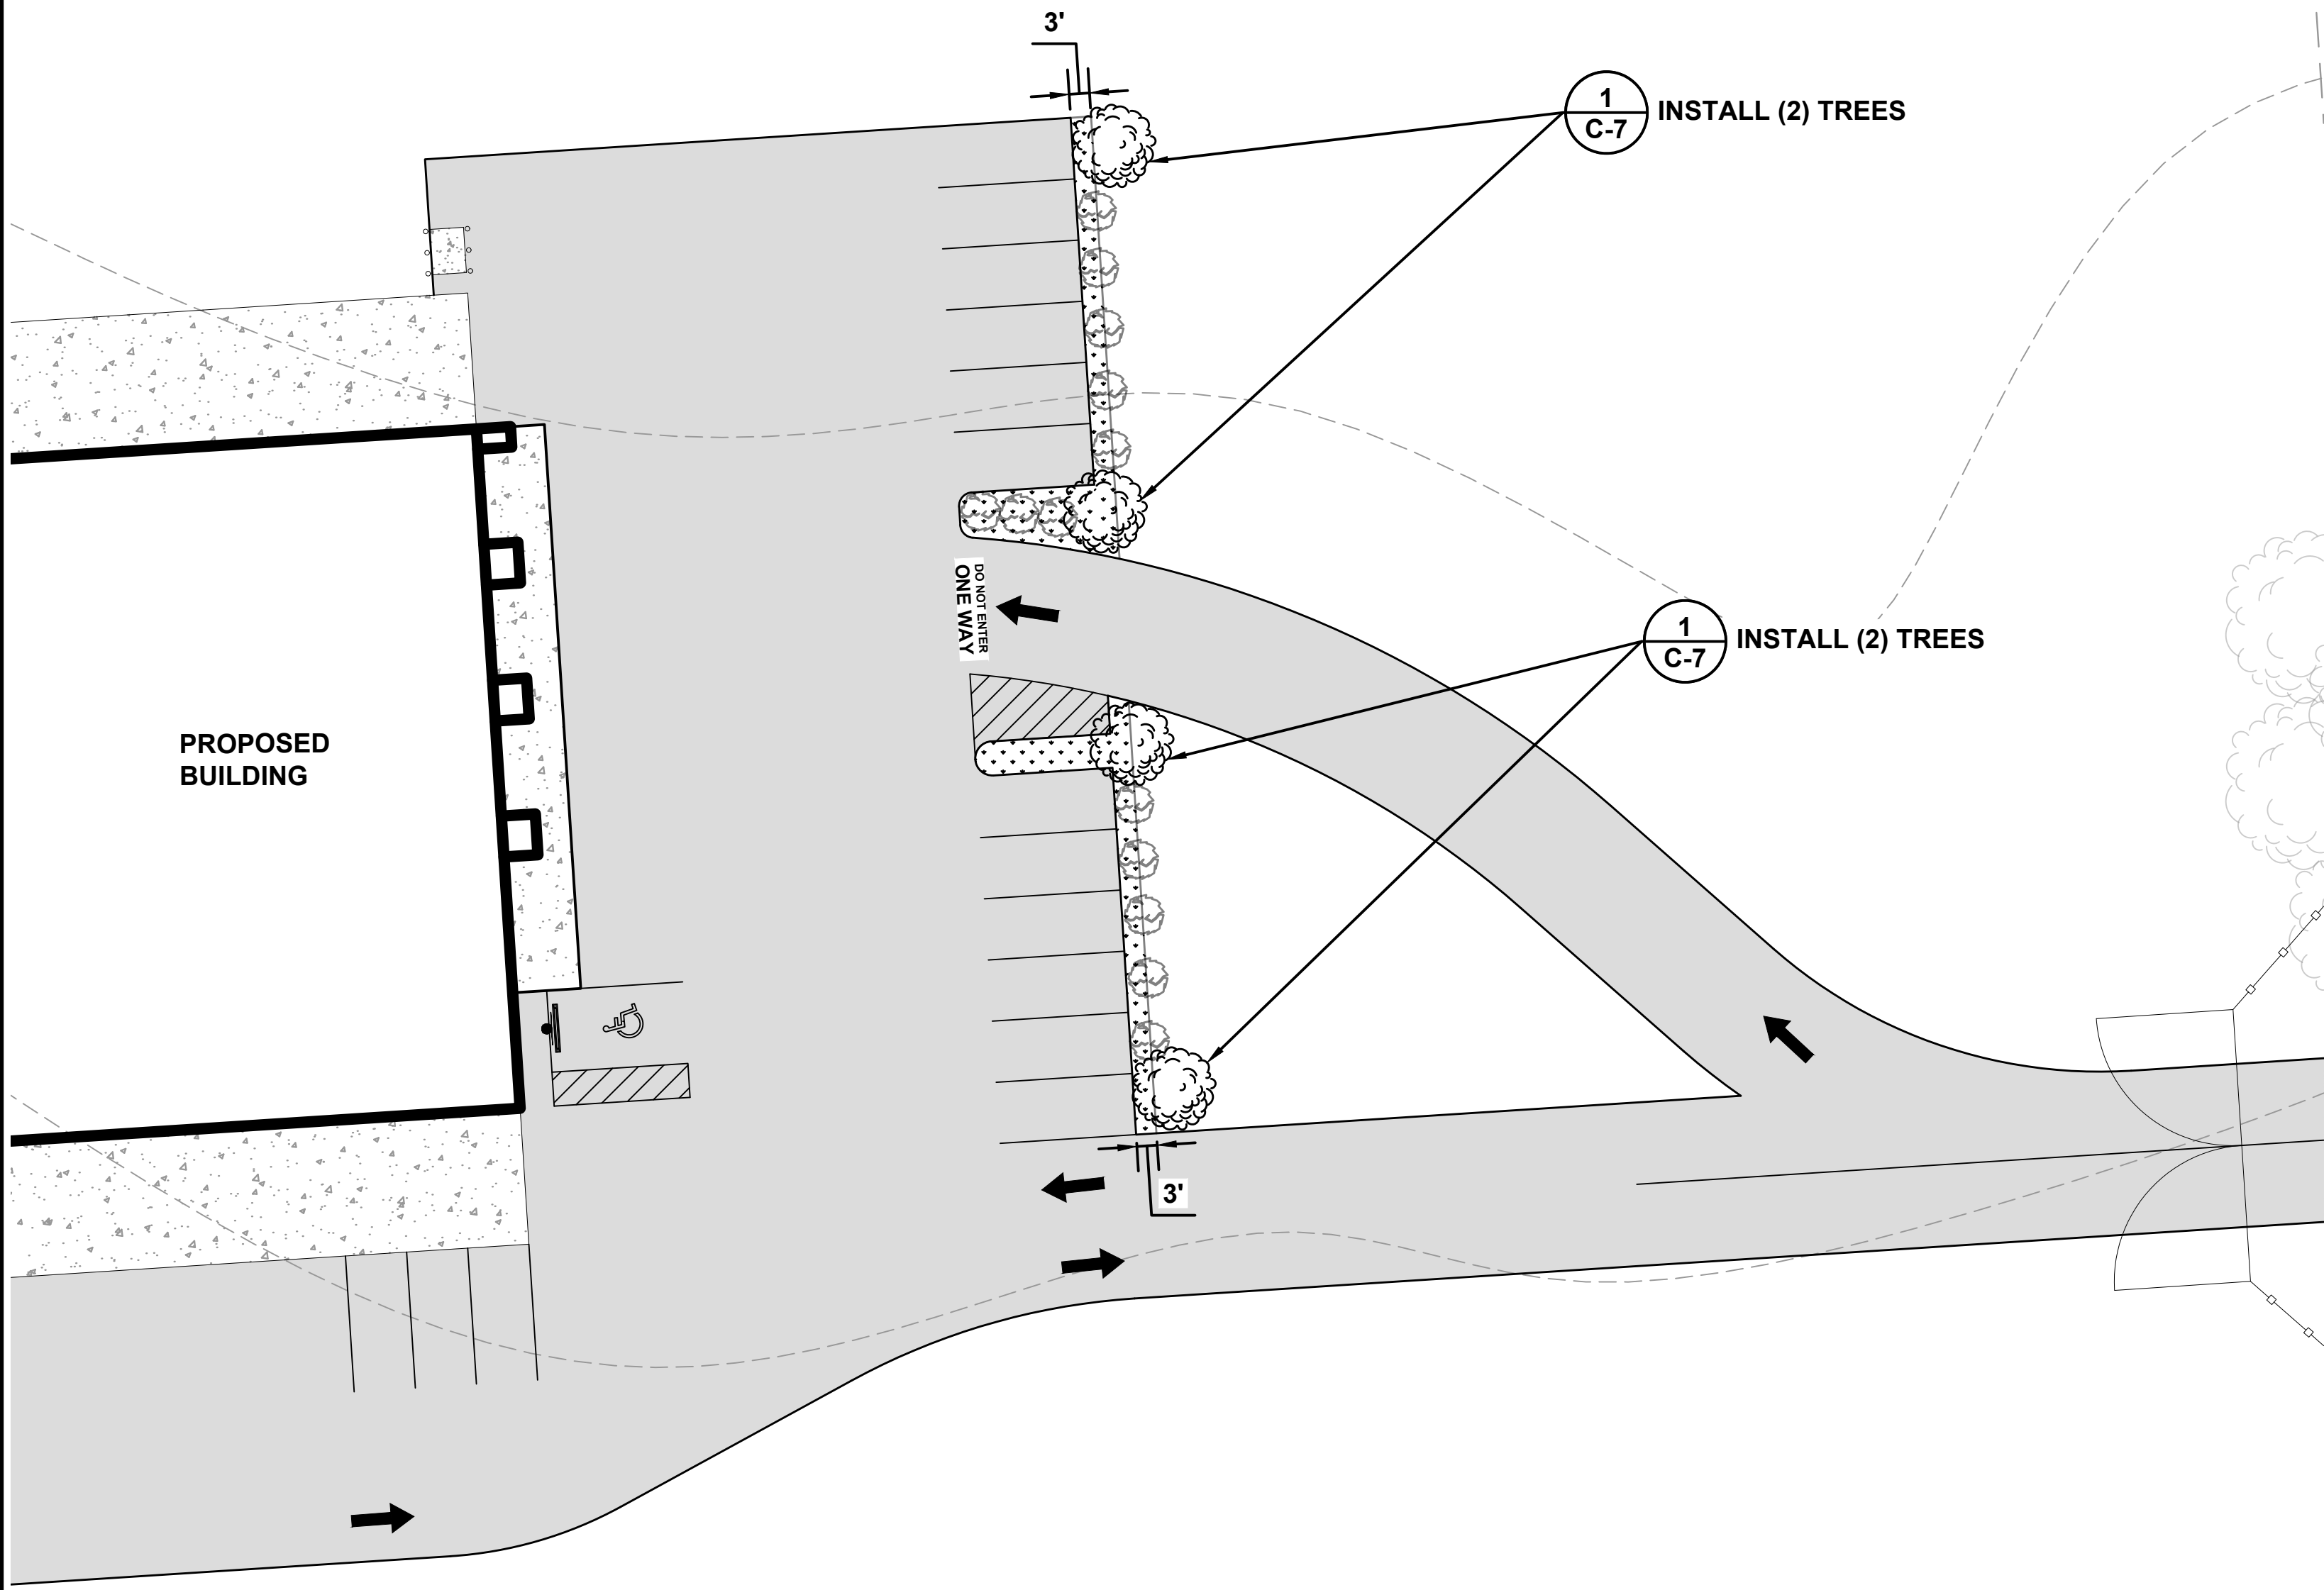 3'
1
C-7
INSTALL (2) TREES
DO NOT ENTER
ONE WAY
1
C-7
INSTALL (2) TREES
PROPOSED
BUILDING
3'